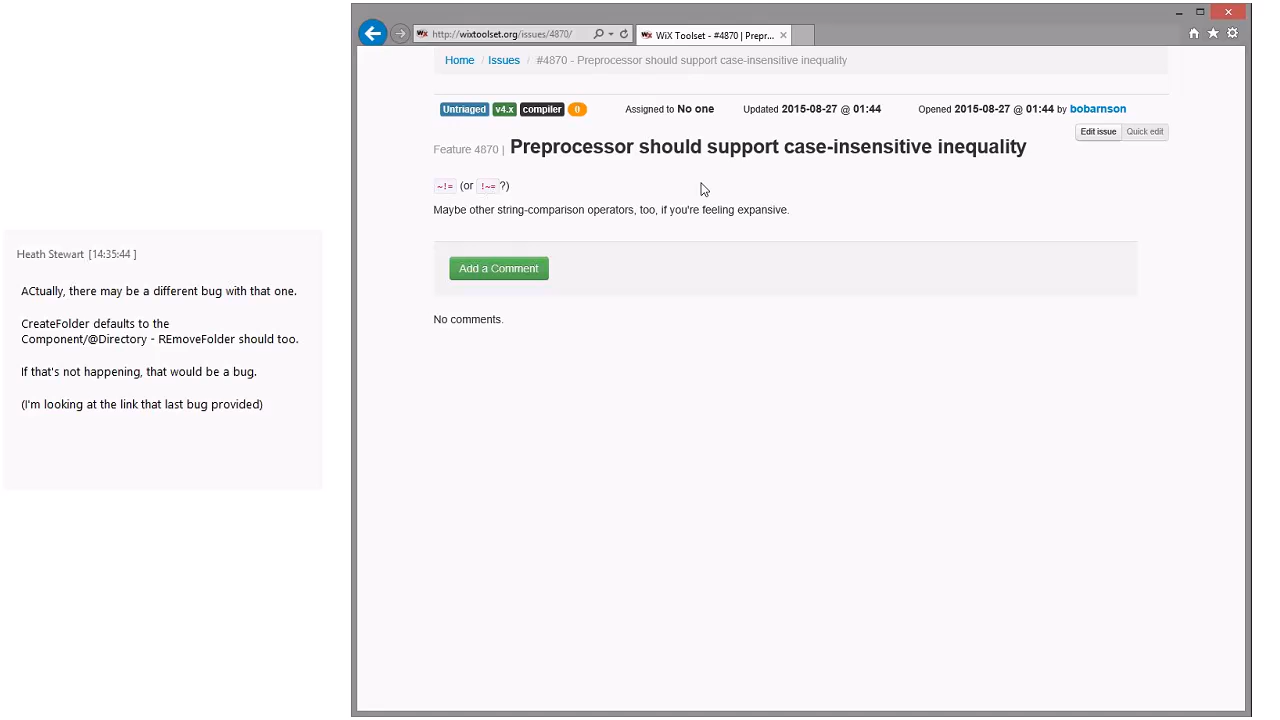 http://wixtoolset.org/issues/4870/
WiX Toolset - #4870 | Prepr...
Home / Issues / #4870 - Preprocessor should support case-insensitive inequality
Untriaged v4.x compiler 0 Assigned to No one Updated 2015-08-27 @ 01:44 Opened 2015-08-27 @ 01:44 by bobarnson
Edit issue Quick edit
Feature 4870 | Preprocessor should support case-insensitive inequality
~!= (or !~= ?)
Maybe other string-comparison operators, too, if you're feeling expansive.
Add a Comment
No comments.
Heath Stewart [14:35:44 ]
ACtually, there may be a different bug with that one.
CreateFolder defaults to the
Component/@Directory - REmoveFolder should too.
If that's not happening, that would be a bug.
(I'm looking at the link that last bug provided)